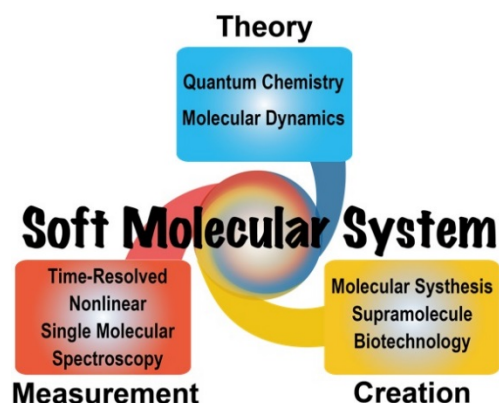 Theory
Quantum Chemistry
Molecular Dynamics
Soft Molecular System
Time-Resolved
Nonlinear
Single Molecular
Spectroscopy
Measurement
Molecular Systhesis
Supramolecule
Biotechnology
Creation